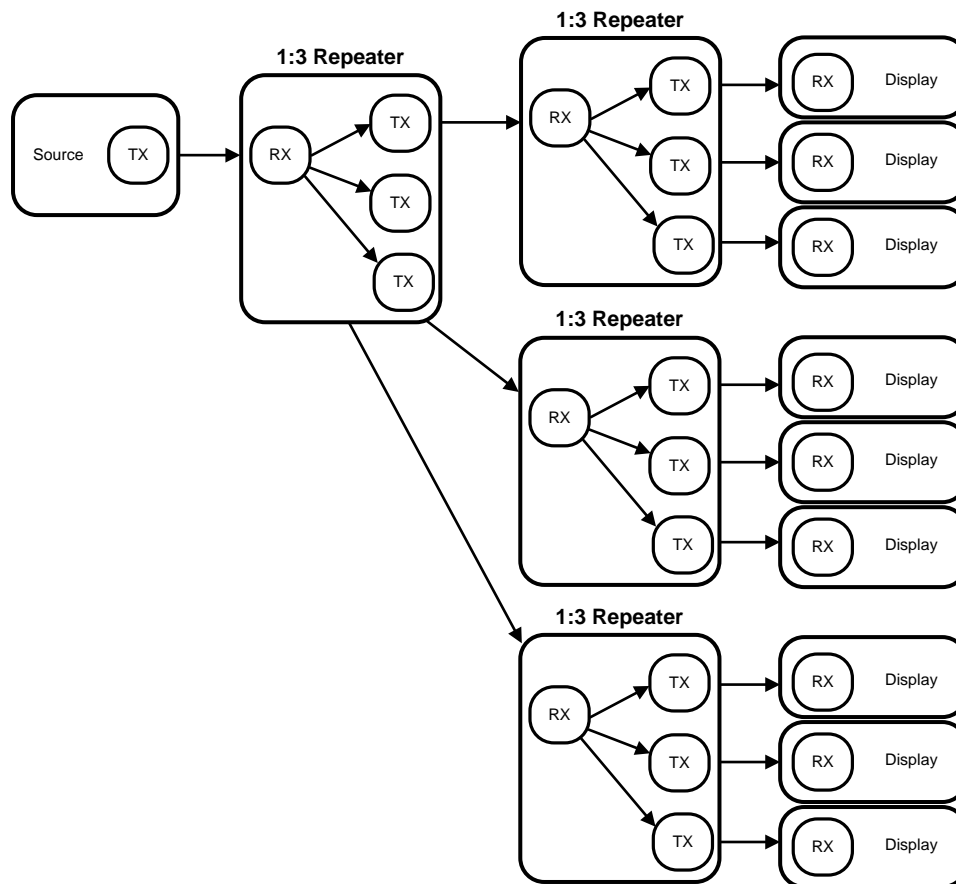 1:3 Repeater
1:3 Repeater
Source
TX
RX
TX
TX
TX
RX
TX
TX
TX
RX
Display
RX
Display
RX
Display
1:3 Repeater
RX
TX
TX
TX
RX
Display
RX
Display
RX
Display
1:3 Repeater
RX
TX
TX
TX
RX
Display
RX
Display
RX
Display